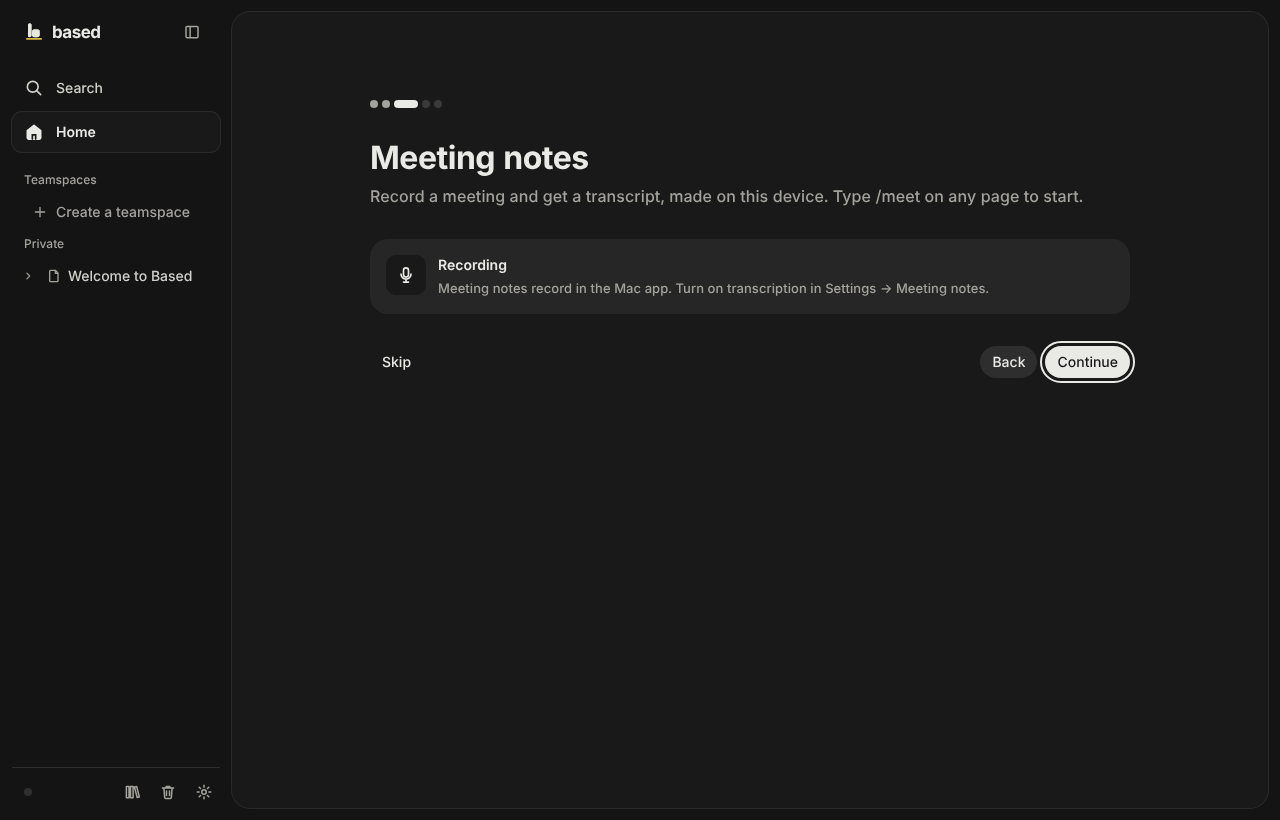 based
Search
Home
Teamspaces
Create a teamspace
Private
Welcome to Based
Meeting notes
Record a meeting and get a transcript, made on this device. Type /meet on any page to start.
Recording
Meeting notes record in the Mac app. Turn on transcription in Settings → Meeting notes.
Skip
Back
Continue